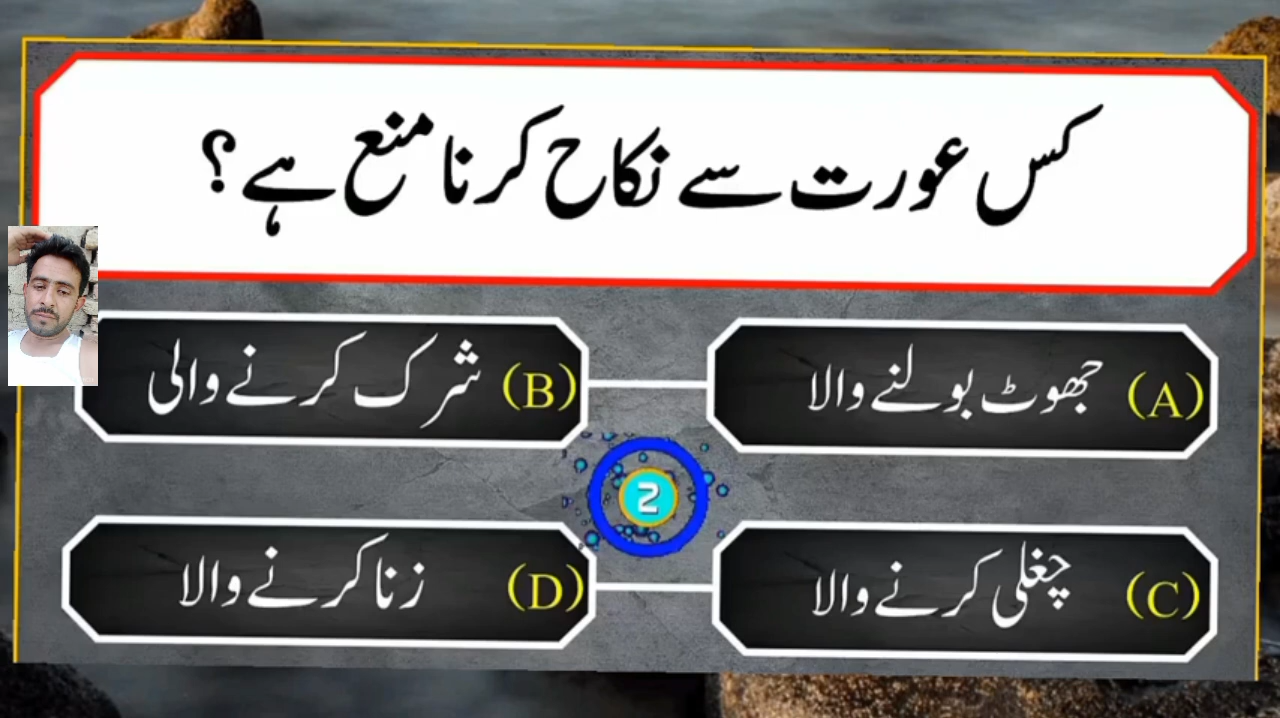 کس عورت سے نکاح کرنا منع ہے؟
(A) جھوٹ بولنے والا
(B) شرک کرنے والی
2
(C) چغلی کرنے والا
(D) زنا کرنے والا